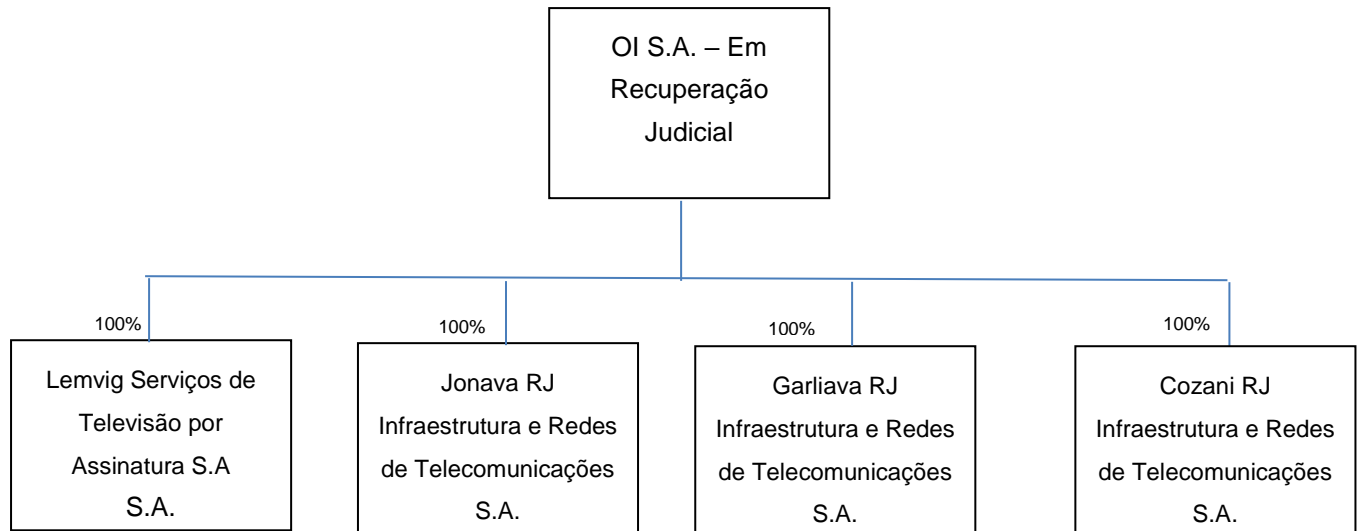 OI S.A. – Em
Recuperação
Judicial
100%
100%
100%
100%
Lemvig Serviços de
Televisão por
Assinatura S.A
S.A.
Jonava RJ
Infraestrutura e Redes
de Telecomunicações
S.A.
Garliava RJ
Infraestrutura e Redes
de Telecomunicações
S.A.
Cozani RJ
Infraestrutura e Redes
de Telecomunicações
S.A.